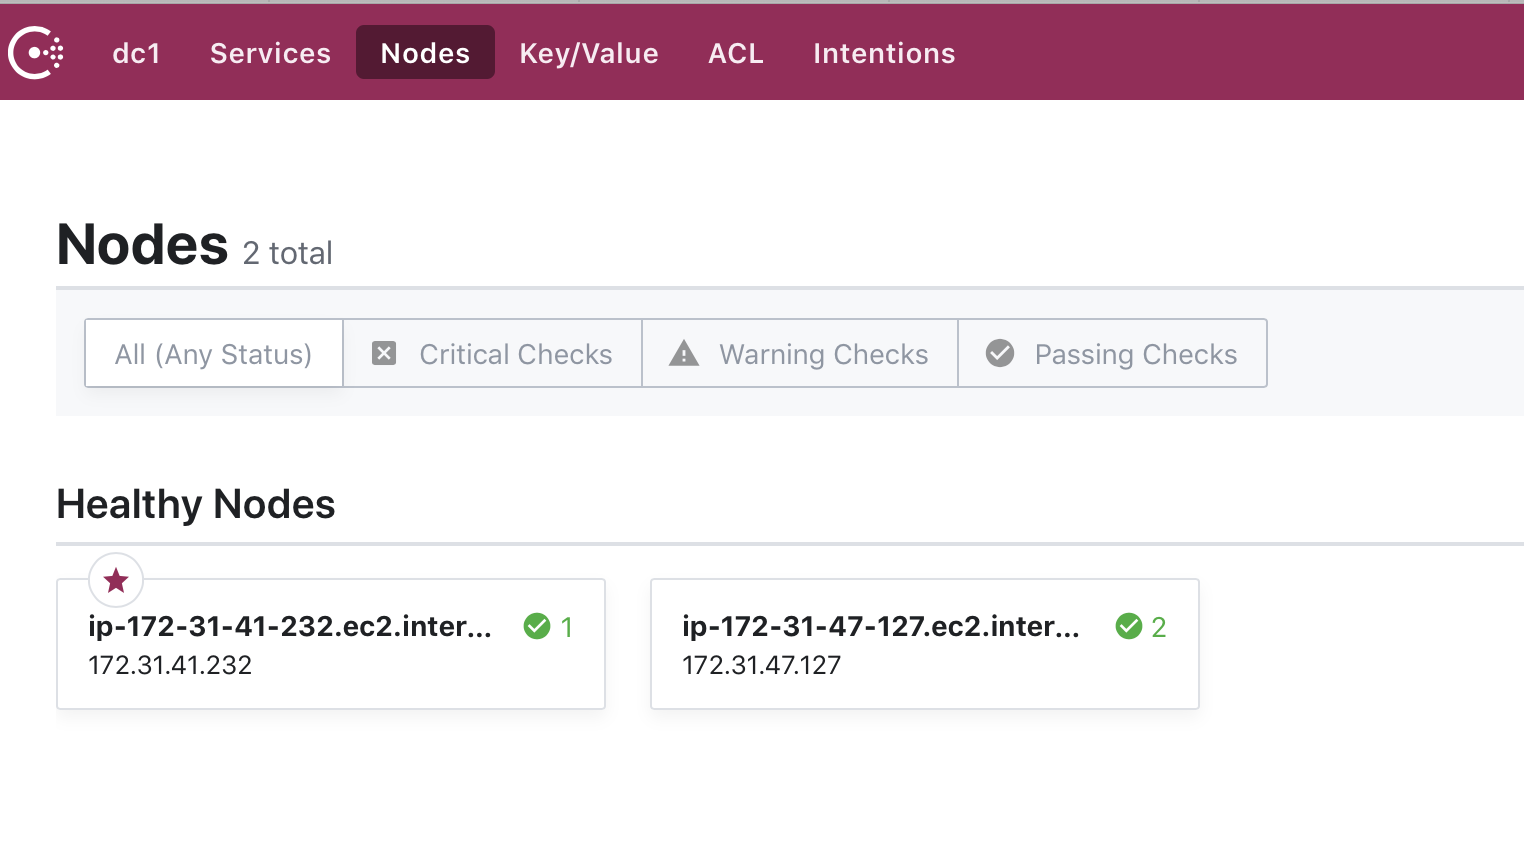 dc1 Services Nodes Key/Value ACL Intentions
Nodes 2 total
All (Any Status) Critical Checks Warning Checks Passing Checks
Healthy Nodes
ip-172-31-41-232.ec2.inter... 1
172.31.41.232
ip-172-31-47-127.ec2.inter... 2
172.31.47.127